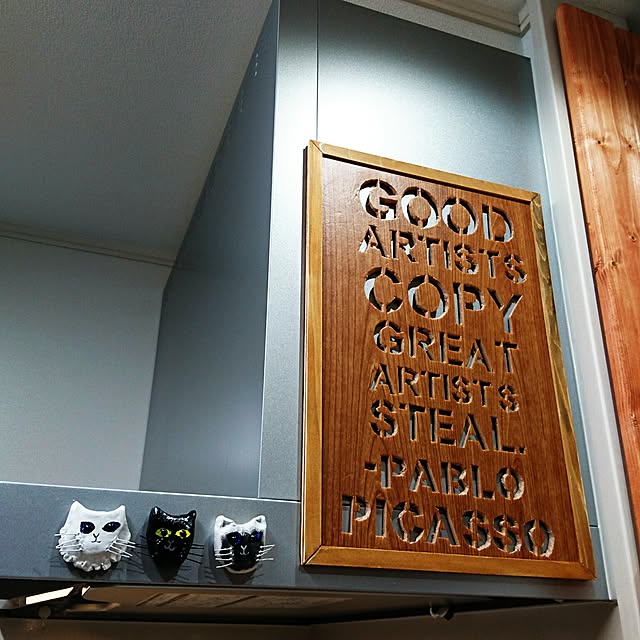 GOOD
ARTISTS
COPY
GREAT
ARTISTS
STEAL.
-PABLO
PICASSO